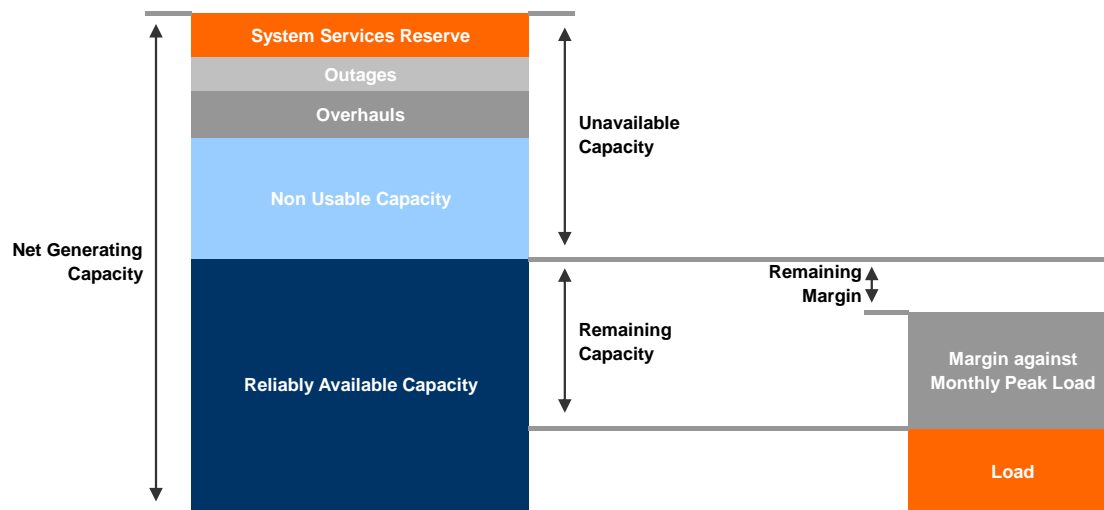 System Services Reserve
Outages
Overhauls
Unavailable
Capacity
Non Usable Capacity
Net Generating
Capacity
Remaining
Margin
Remaining
Capacity
Reliably Available Capacity
Margin against
Monthly Peak Load
Load